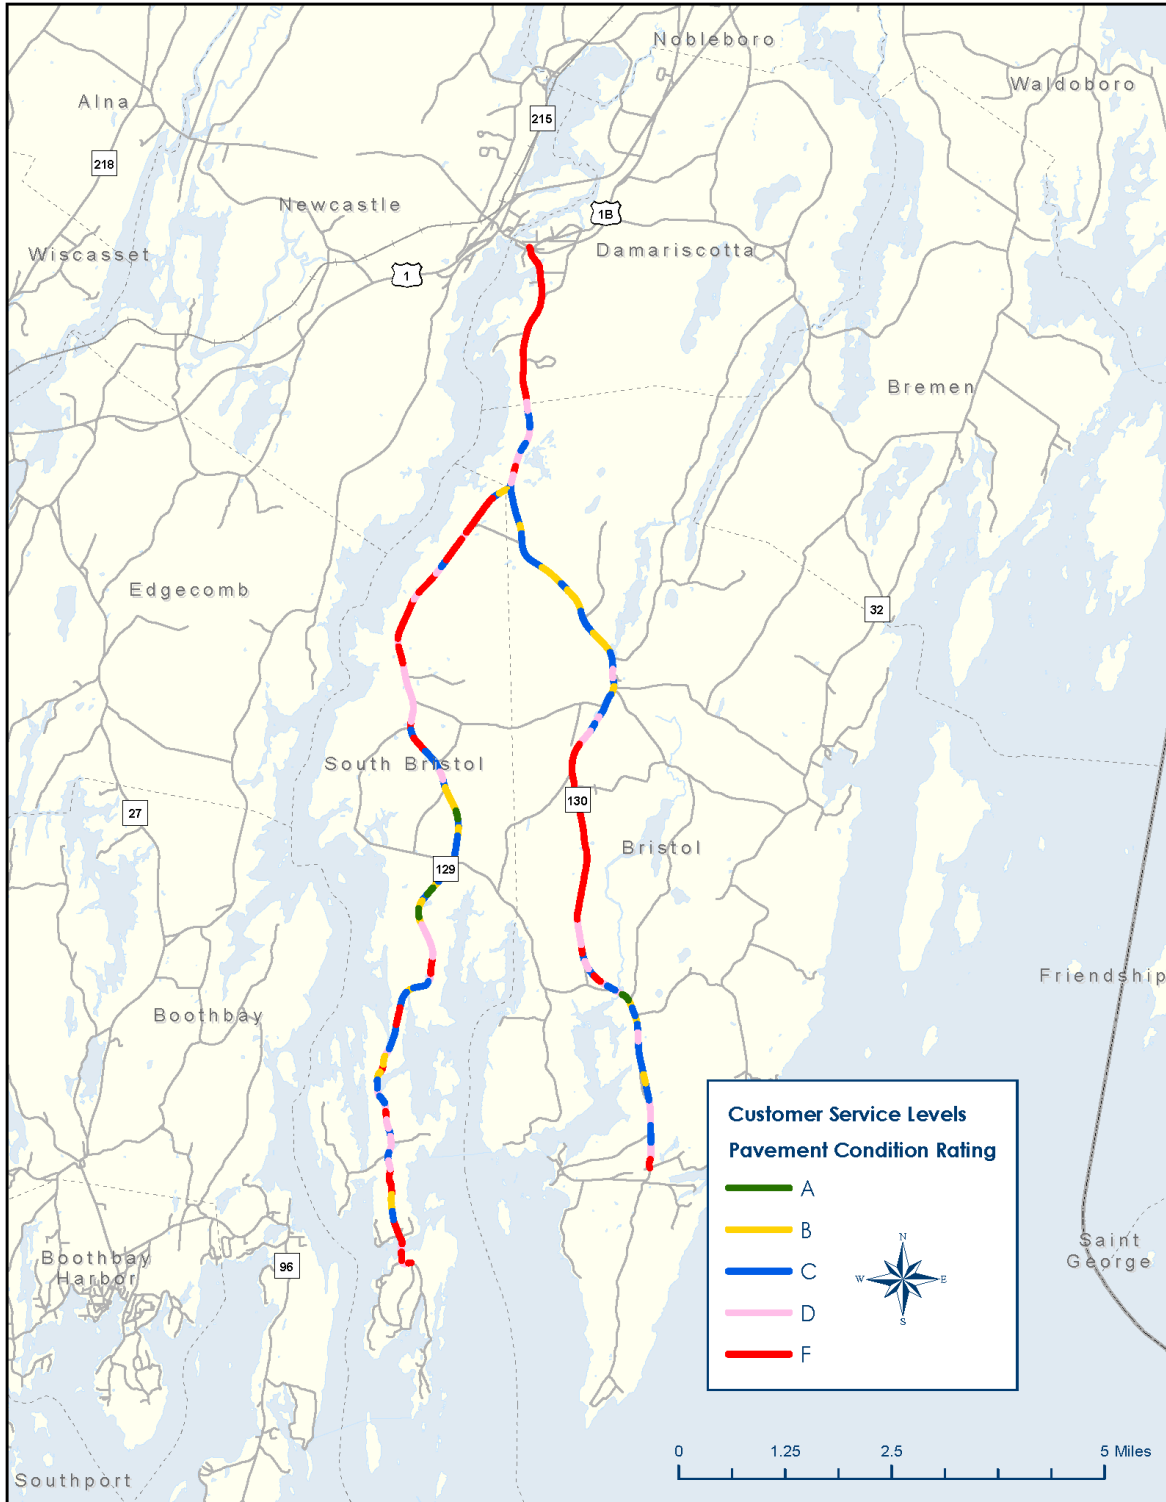 Nobleboro
Waldoboro
Alna
215
218
Newcastle
1B
Wiscasset
Damariscotta
1
Bremen
Edgecomb
32
South Bristol
27
130
Bristol
129
Friendship
Boothbay
Customer Service Levels
Pavement Condition Rating
A
B
C
D
F
N
W
E
S
Saint
George
Boothbay
Harbor
96
Southport
0
1.25
2.5
5 Miles